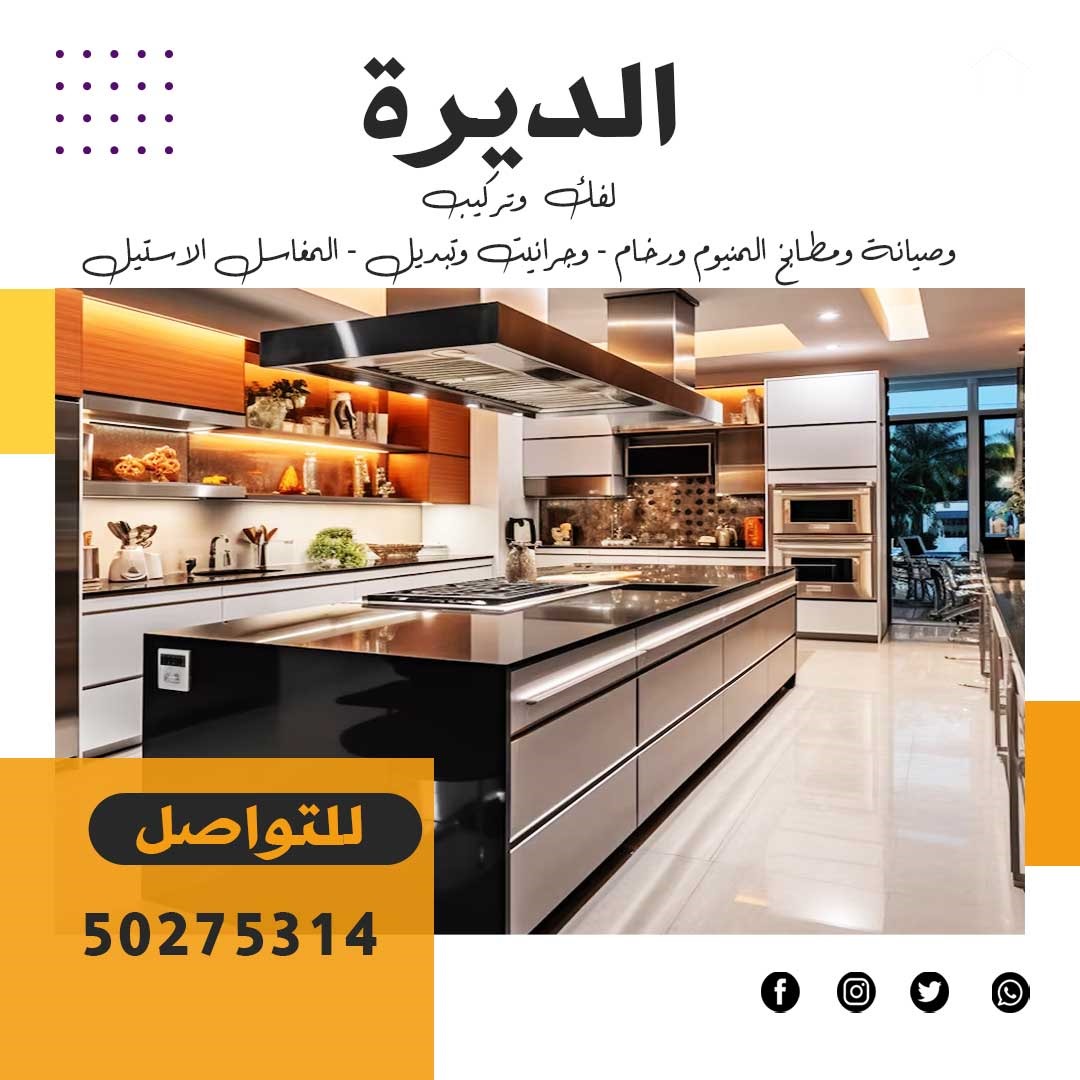 الديرة
لفك وتركيب
وصيانة ومطابخ المنيوم ورخام - وجرانيت وتبديل - المغاسل الاستيل
للتواصل
50275314